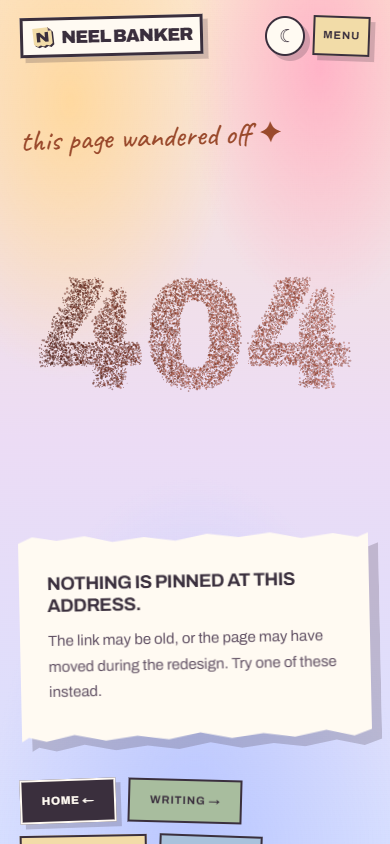 N NEEL BANKER
MENU
this page wandered off ✦
404
NOTHING IS PINNED AT THIS
ADDRESS.
The link may be old, or the page may have
moved during the redesign. Try one of these
instead.
HOME ←
WRITING →